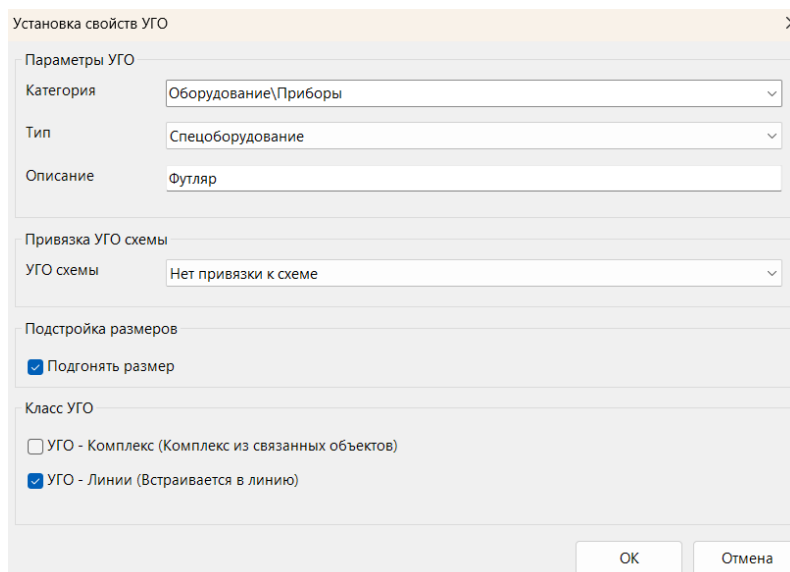 Установка свойств УГО
Параметры УГО
Категория
Оборудование\Приборы
Тип
Спецоборудование
Описание
Футляр
Привязка УГО схемы
УГО схемы
Нет привязки к схеме
Подстройка размеров
Подгонять размер
Класс УГО
УГО - Комплекс (Комплекс из связанных объектов)
УГО - Линии (Встраивается в линию)
ОК
Отмена